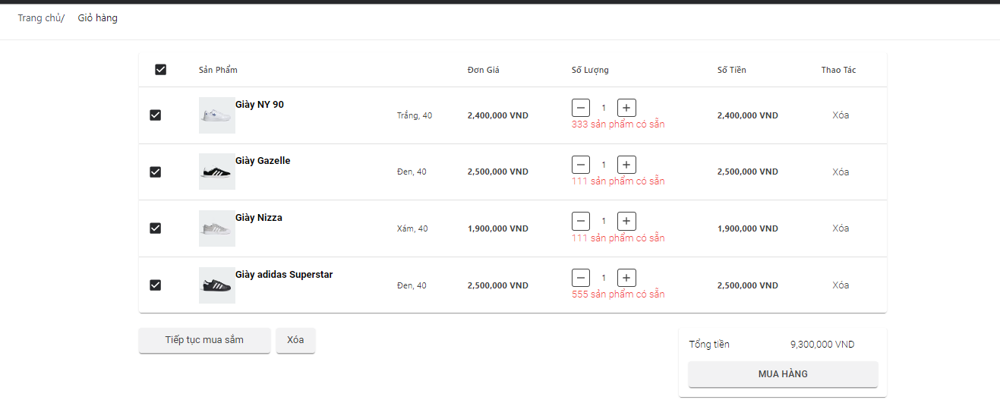 Trang chủ/ Giỏ hàng
Sản Phẩm Đơn Giá Số Lượng Số Tiền Thao Tác
Giày NY 90
Trắng, 40 2,400,000 VND 1 2,400,000 VND Xóa
333 sản phẩm có sẵn
Giày Gazelle
Đen, 40 2,500,000 VND 1 2,500,000 VND Xóa
111 sản phẩm có sẵn
Giày Nizza
Xám, 40 1,900,000 VND 1 1,900,000 VND Xóa
111 sản phẩm có sẵn
Giày adidas Superstar
Đen, 40 2,500,000 VND 1 2,500,000 VND Xóa
555 sản phẩm có sẵn
Tiếp tục mua sắm Xóa
Tổng tiền 9,300,000 VND
MUA HÀNG